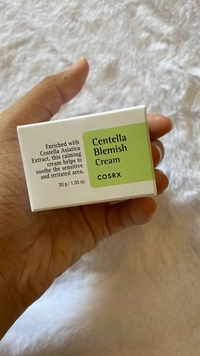 Enriched with
Centella Asiatica
Extract, this calming
cream helps to
soothe the sensitive
and irritated area.
30 g / 1.05 oz.
Centella
Blemish
Cream
COSRX